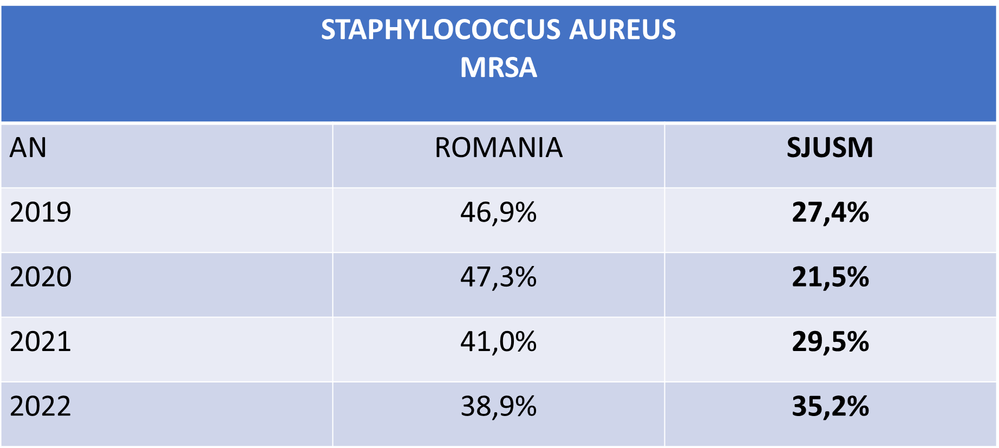 STAPHYLOCOCCUS AUREUS
MRSA
AN ROMANIA SJUSM
2019 46,9% 27,4%
2020 47,3% 21,5%
2021 41,0% 29,5%
2022 38,9% 35,2%